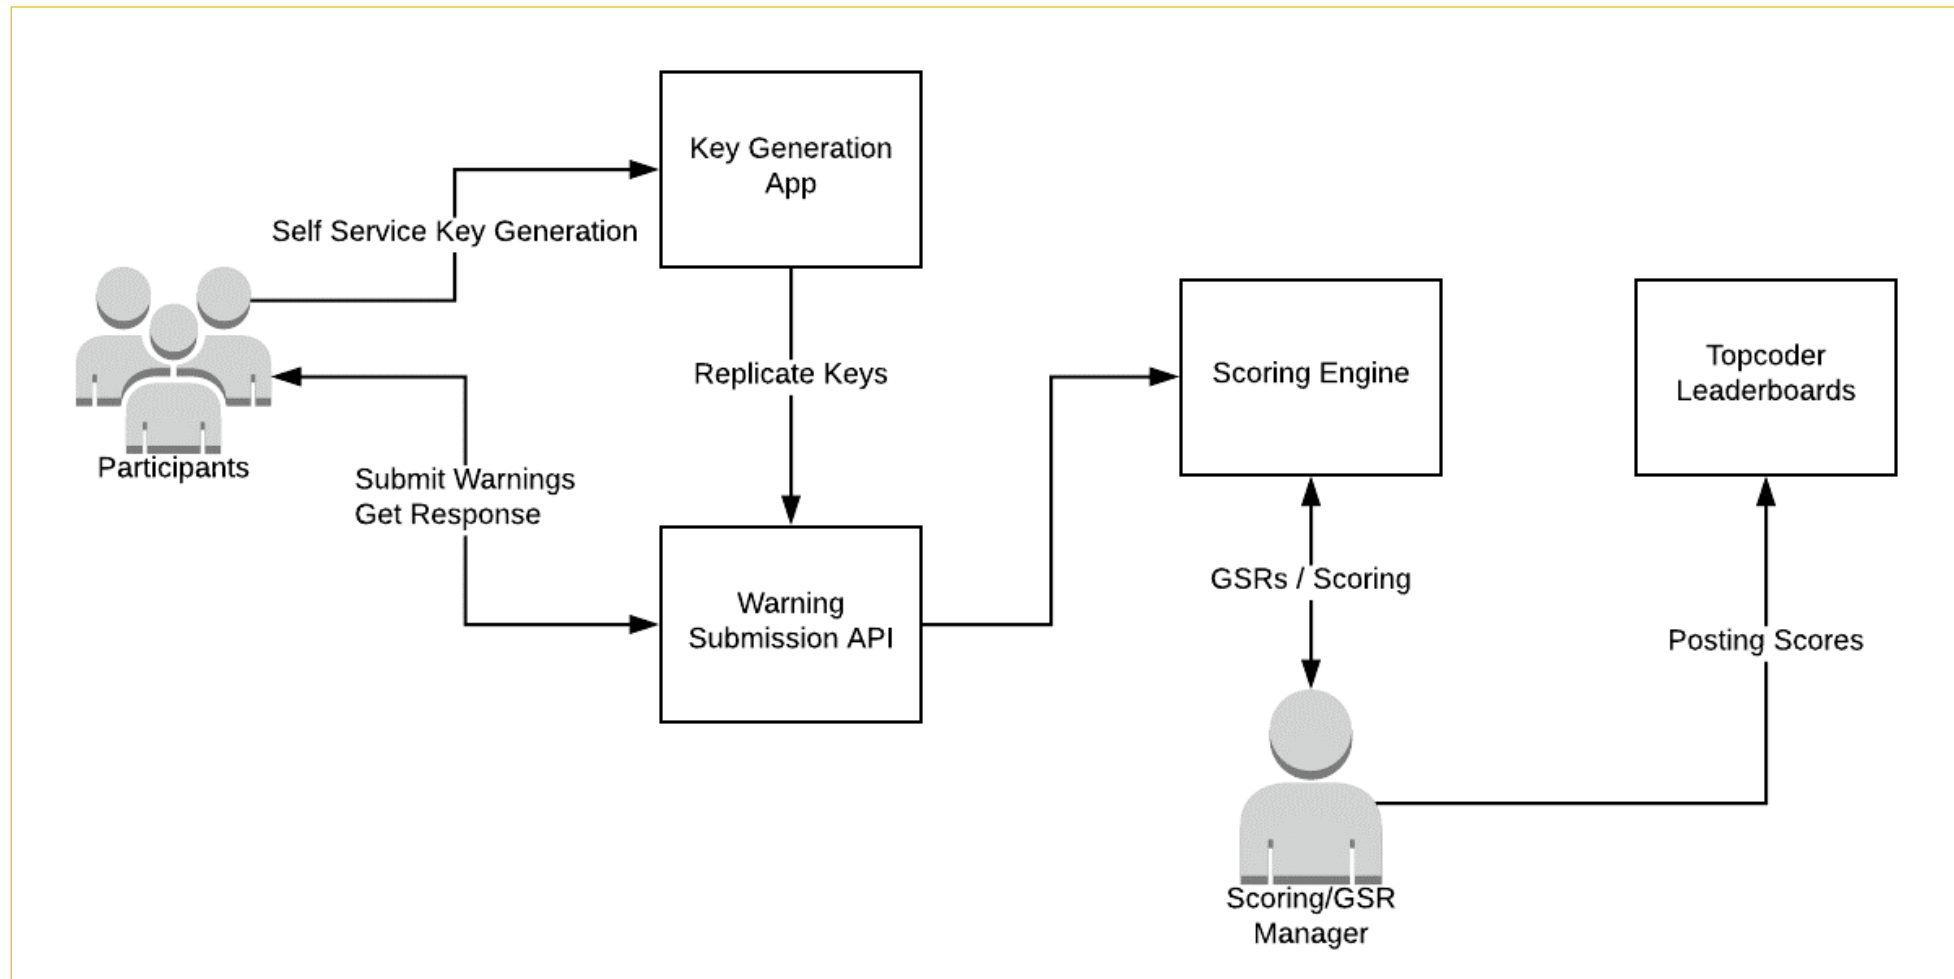 Key Generation
App
Self Service Key Generation
Replicate Keys
Scoring Engine
Topcoder
Leaderboards
Participants
Submit Warnings
Get Response
Warning
Submission API
GSRs / Scoring
Posting Scores
Scoring/GSR
Manager